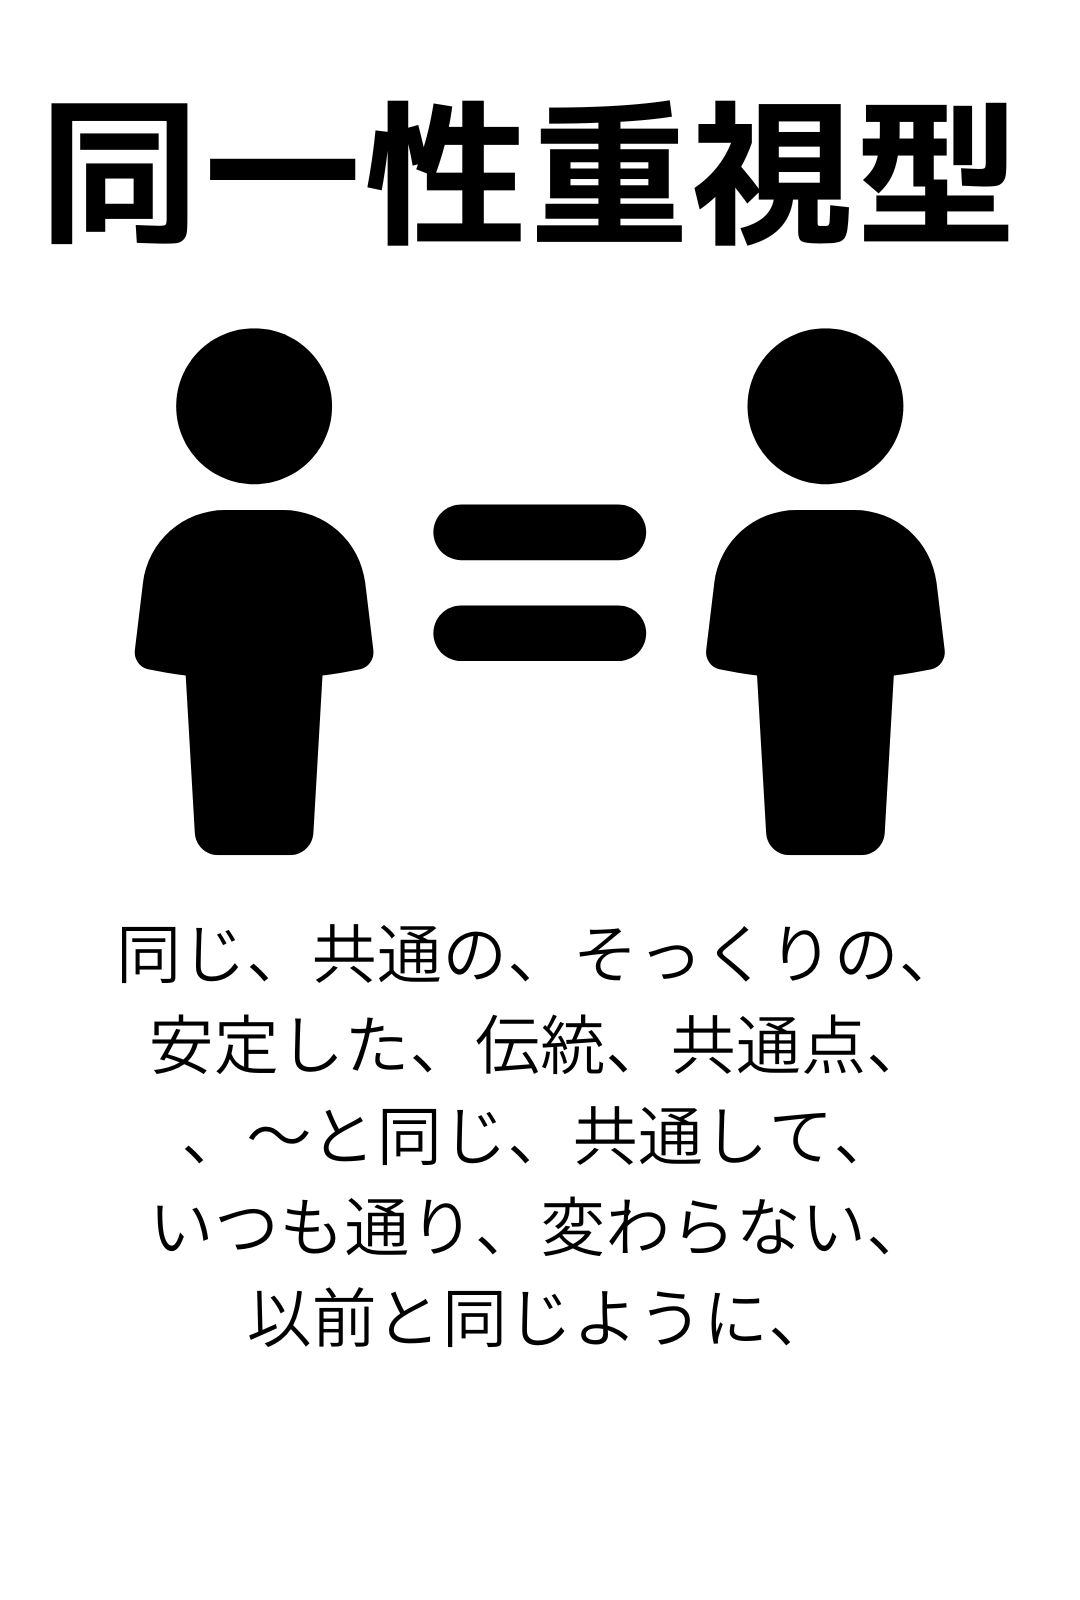 同一性重視型
同じ、共通の、そっくりの、
安定した、伝統、共通点、
、～と同じ、共通して、
いつも通り、変わらない、
以前と同じように、